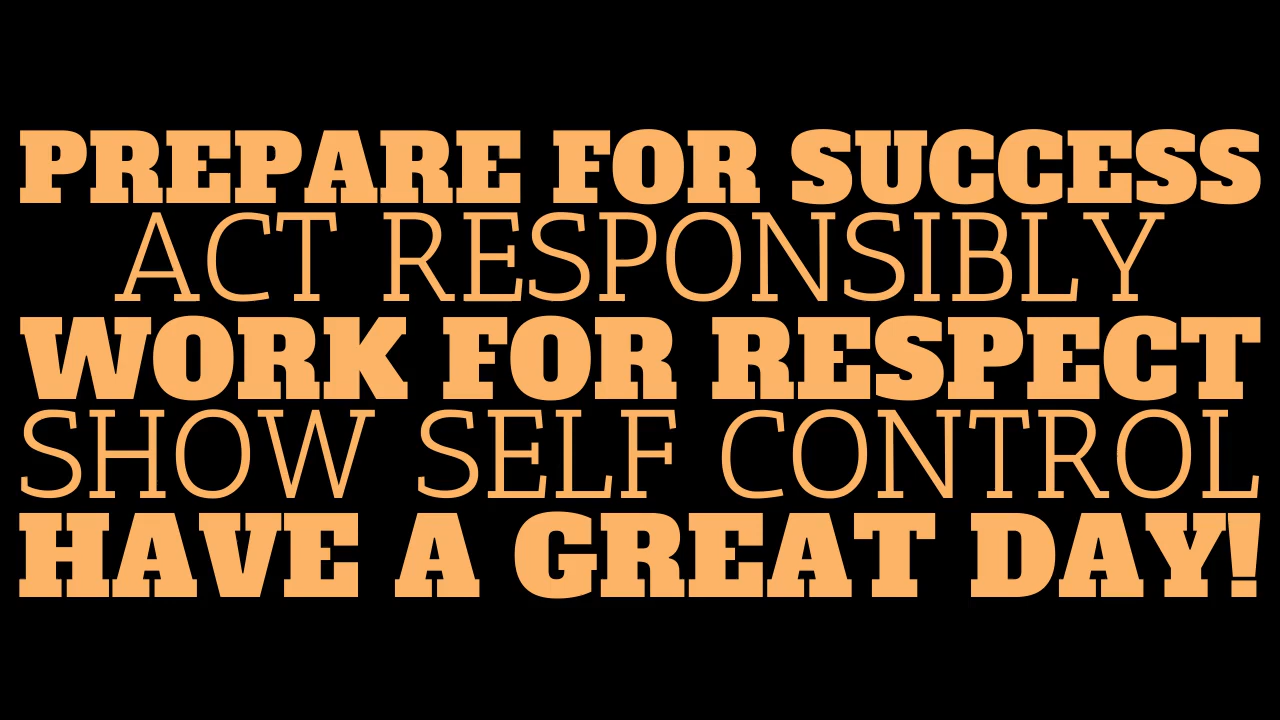 PREPARE FOR SUCCESS
ACT RESPONSIBLY
WORK FOR RESPECT
SHOW SELF CONTROL
HAVE A GREAT DAY!